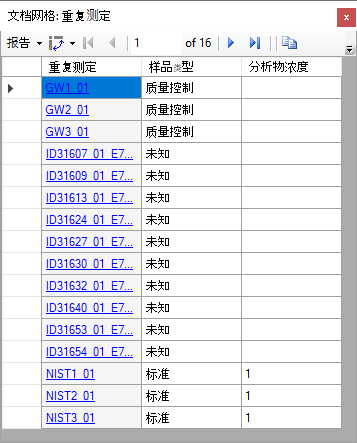 文档网格: 重复测定
报告 1 of 16
重复测定 样品类型 分析物浓度
GW1_01 质量控制
GW2_01 质量控制
GW3_01 质量控制
ID31607_01_E7... 未知
ID31609_01_E7... 未知
ID31613_01_E7... 未知
ID31624_01_E7... 未知
ID31627_01_E7... 未知
ID31630_01_E7... 未知
ID31632_01_E7... 未知
ID31640_01_E7... 未知
ID31653_01_E7... 未知
ID31654_01_E7... 未知
NIST1_01 标准 1
NIST2_01 标准 1
NIST3_01 标准 1